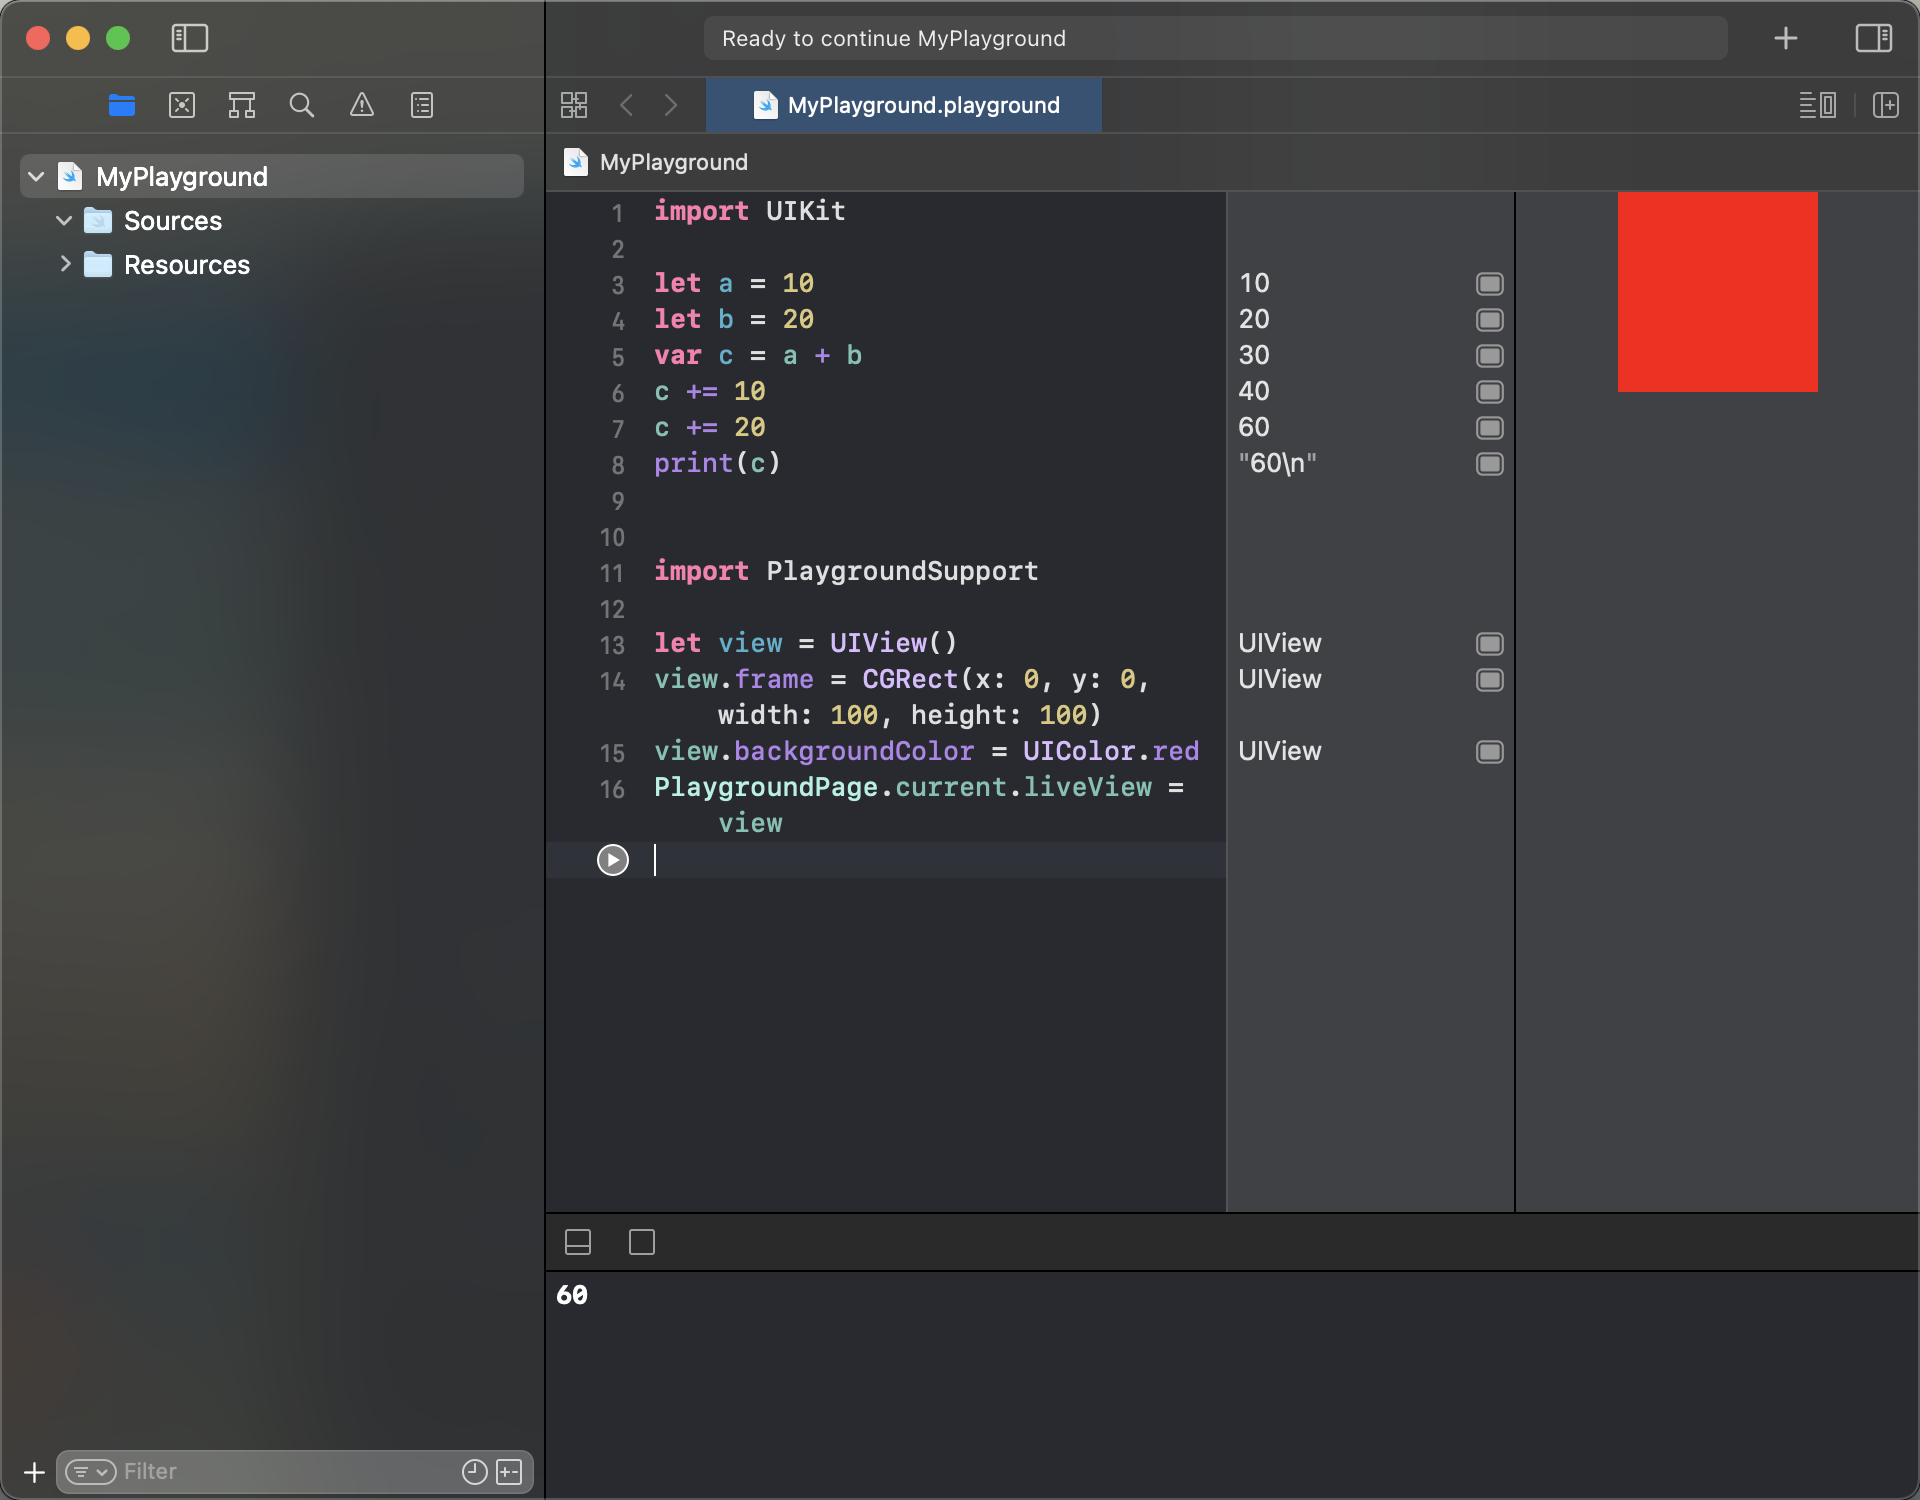 Ready to continue MyPlayground
MyPlayground.playground
MyPlayground
Sources
Resources
MyPlayground
1 import UIKit
2
3 let a = 10 10
4 let b = 20 20
5 var c = a + b 30
6 c += 10 40
7 c += 20 60
8 print(c) "60\n"
9
10
11 import PlaygroundSupport
12
13 let view = UIView() UIView
14 view.frame = CGRect(x: 0, y: 0, UIView
width: 100, height: 100)
15 view.backgroundColor = UIColor.red UIView
16 PlaygroundPage.current.liveView =
view
60
Filter